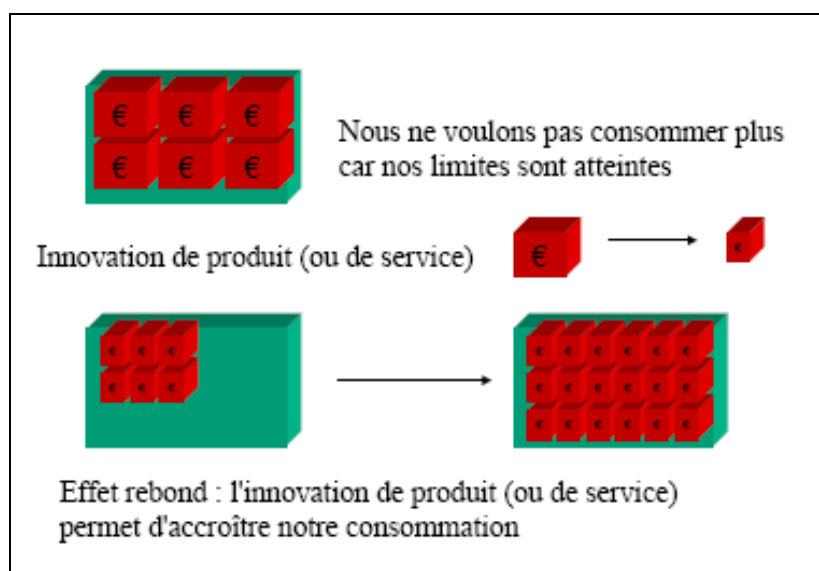 € € €
€ € €
Nous ne voulons pas consommer plus
car nos limites sont atteintes
Innovation de produit (ou de service)
€
€
€ € €
€ € €
€ € € € € €
€ € € € € €
€ € € € € €
Effet rebond : l'innovation de produit (ou de service)
permet d'accroître notre consommation